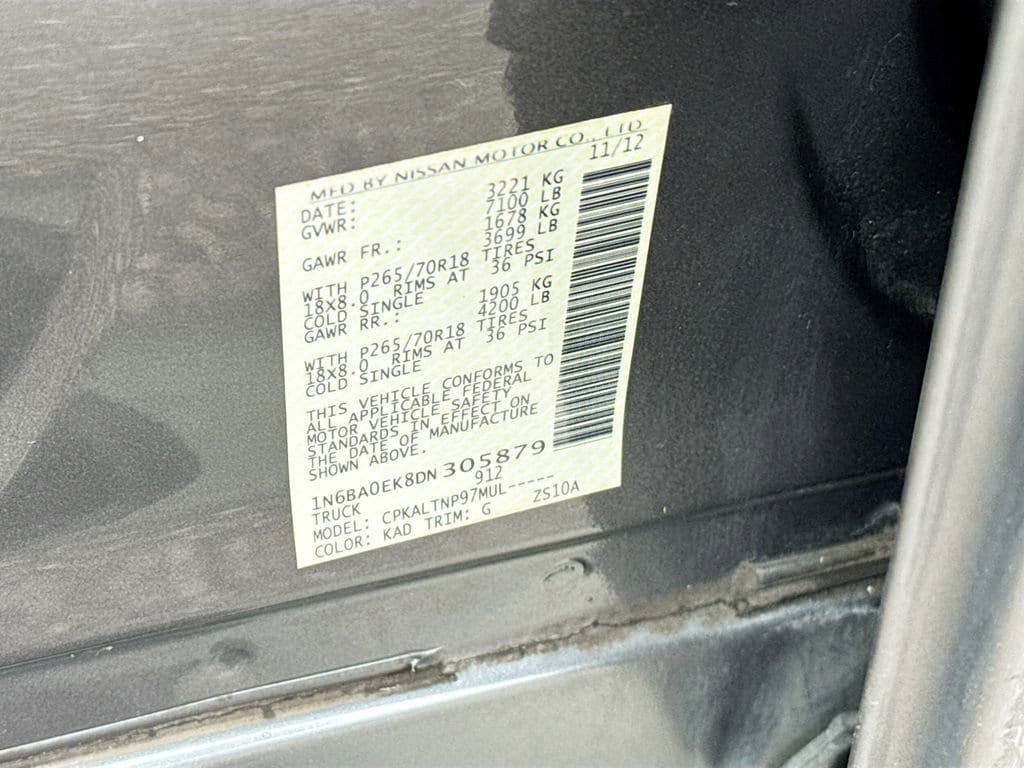 MFD BY NISSAN MOTOR CO., LTD
DATE: 11/12
GVWR: 3221 KG
7100 LB
GAWR FR.: 1678 KG
3699 LB
WITH P265/70R18 TIRES
18X8.0 RIMS AT 36 PSI
COLD SINGLE
GAWR RR.: 1905 KG
4200 LB
WITH P265/70R18 TIRES
18X8.0 RIMS AT 36 PSI
COLD SINGLE
THIS VEHICLE CONFORMS TO
ALL APPLICABLE FEDERAL
MOTOR VEHICLE SAFETY
STANDARDS IN EFFECT ON
THE DATE OF MANUFACTURE
SHOWN ABOVE.
1N6BA0EK8DN 305879
TRUCK 912
MODEL: CPKALTNP97MUL-----
COLOR: KAD TRIM: G ZS10A